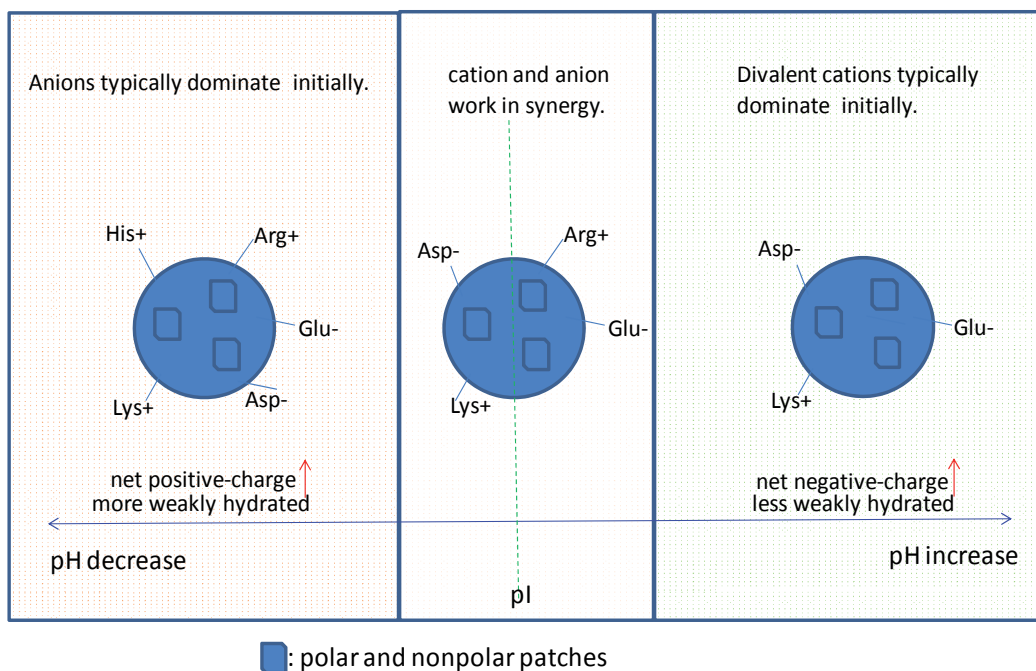 Anions typically dominate initially.
His+
Arg+
Glu-
Lys+
Asp-
net positive-charge
more weakly hydrated
pH decrease
cation and anion
work in synergy.
Asp-
Arg+
Glu-
Lys+
pI
Divalent cations typically
dominate initially.
Asp-
Glu-
Lys+
net negative-charge
less weakly hydrated
pH increase
: polar and nonpolar patches